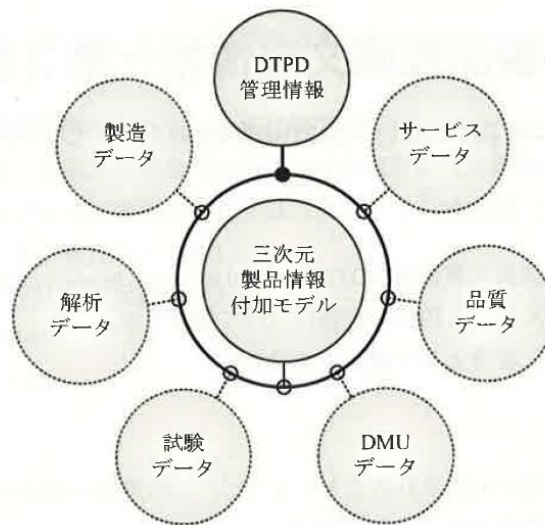 DTPD
管理情報
製造
データ
サービス
データ
三次元
製品情報
付加モデル
解析
データ
品質
データ
試験
データ
DMU
データ